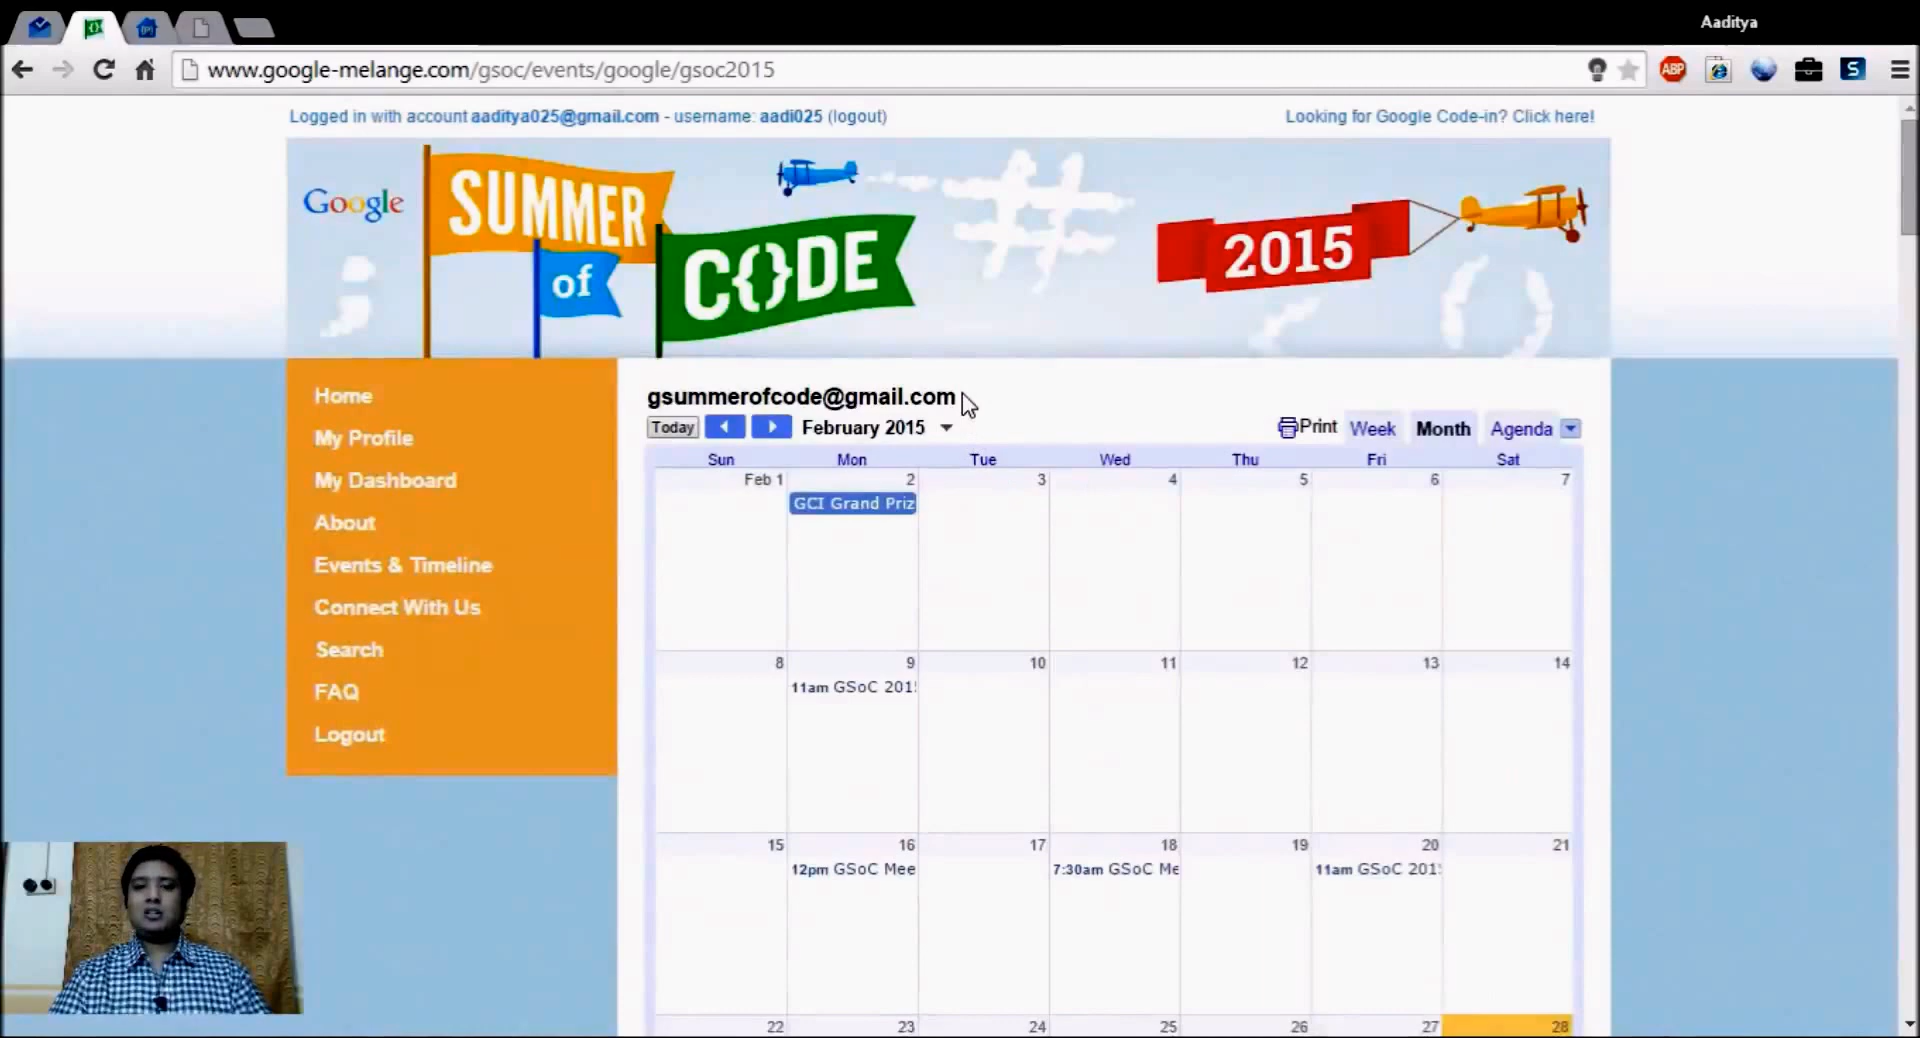 Aaditya
www.google-melange.com/gsoc/events/google/gsoc2015
ABP
S
Logged in with account aaditya025@gmail.com - username: aadi025 (logout)
Looking for Google Code-in? Click here!
Google
SUMMER
of
C{}DE
2015
Home
My Profile
My Dashboard
About
Events & Timeline
Connect With Us
Search
FAQ
Logout
gsummerofcode@gmail.com
Today
February 2015
Print
Week
Month
Agenda
Sun Mon Tue Wed Thu Fri Sat
Feb 1 2 3 4 5 6 7
GCI Grand Priz
8 9 10 11 12 13 14
11am GSoC 201
15 16 17 18 19 20 21
12pm GSoC Mee 7:30am GSoC Me 11am GSoC 201
22 23 24 25 26 27 28